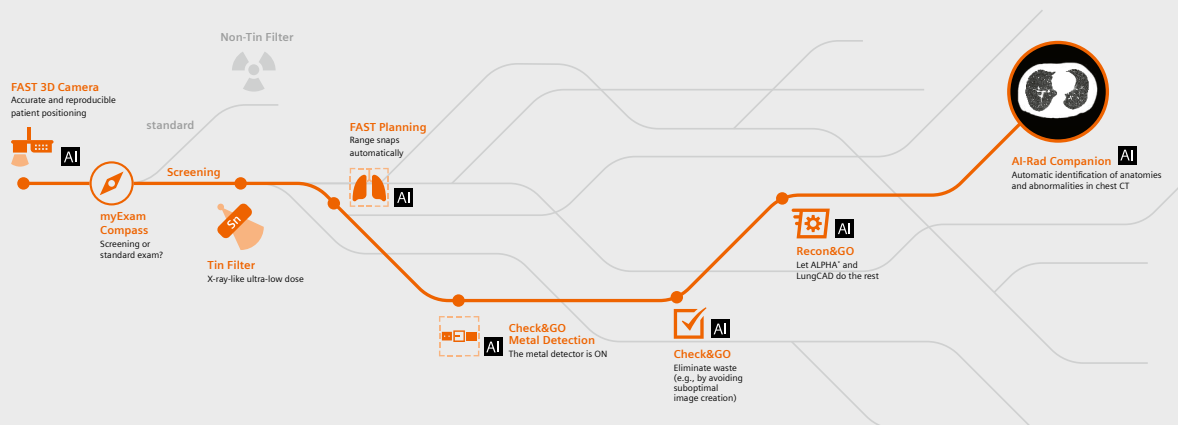 Non-Tin Filter
FAST 3D Camera
Accurate and reproducible
patient positioning
AI
standard
myExam
Compass
Screening or
standard exam?
Screening
Sn
Tin Filter
X-ray-like ultra-low dose
FAST Planning
Range snaps
automatically
AI
AI
Check&GO
Metal Detection
The metal detector is ON
AI
Check&GO
Eliminate waste
(e.g., by avoiding
suboptimal
image creation)
AI
Recon&GO
Let ALPHA* and
LungCAD do the rest
AI-Rad Companion
AI
Automatic identification of anatomies
and abnormalities in chest CT